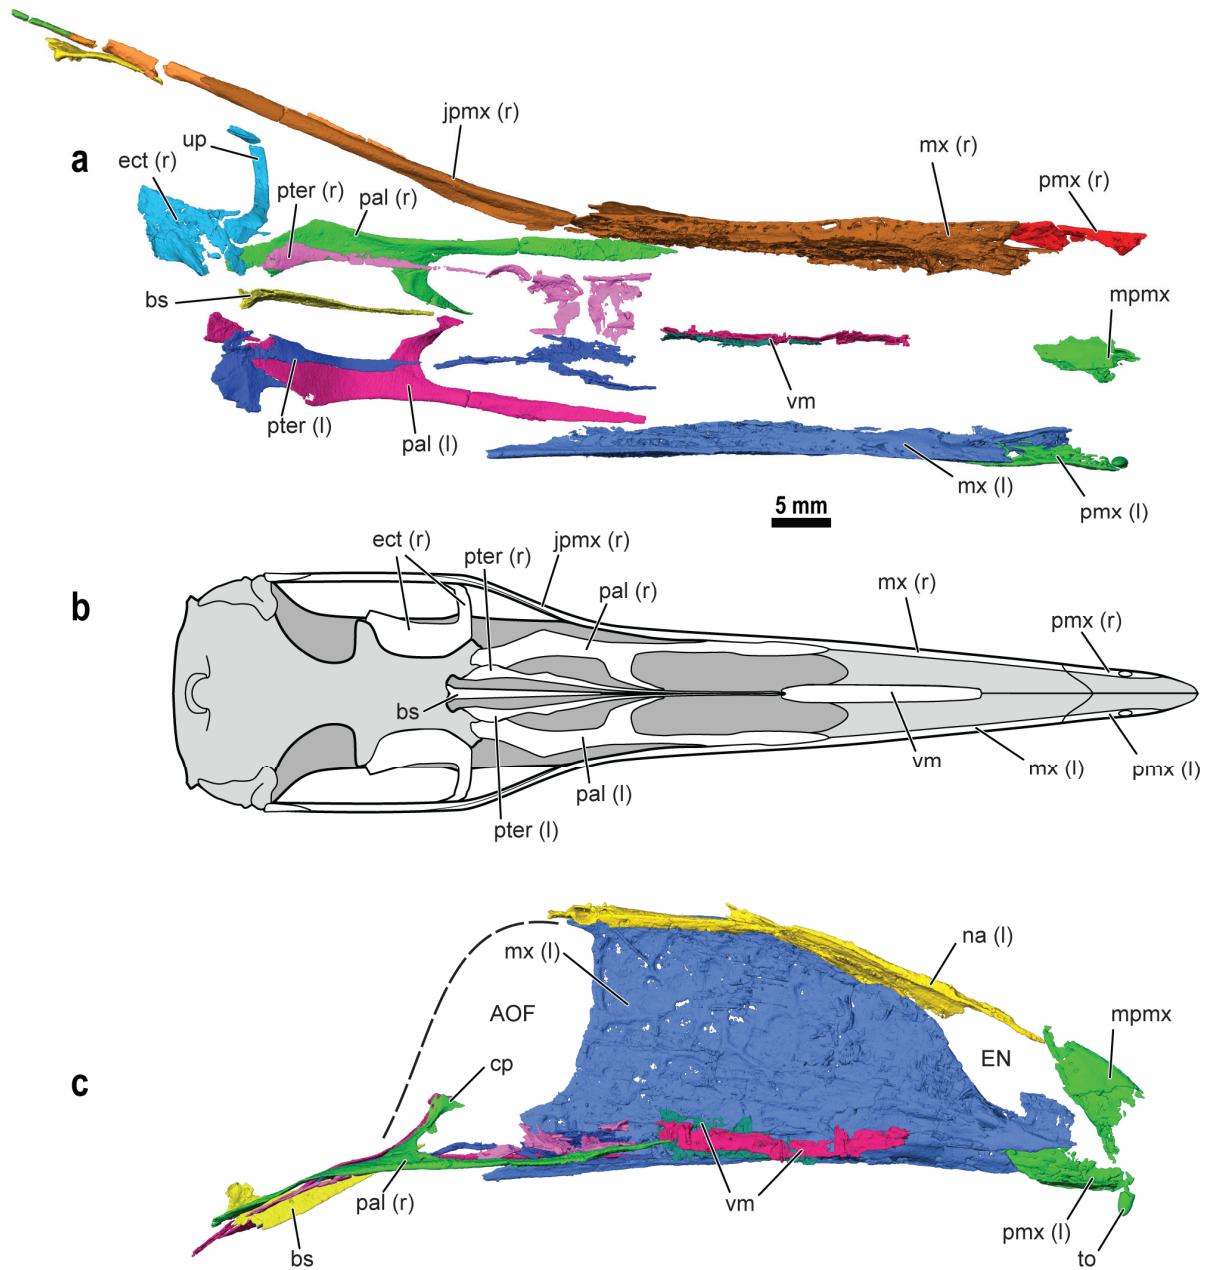 a
jpmx (r)
mx (r)
pmx (r)
up
ect (r)
pter (r)
pal (r)
bs
mpmx
vm
pter (l)
pal (l)
mx (l)
pmx (l)
5 mm
b
ect (r)
pter (r)
jpmx (r)
pal (r)
mx (r)
pmx (r)
bs
vm
mx (l)
pmx (l)
pal (l)
pter (l)
c
mx (l)
na (l)
AOF
mpmx
EN
cp
pal (r)
vm
bs
pmx (l)
to